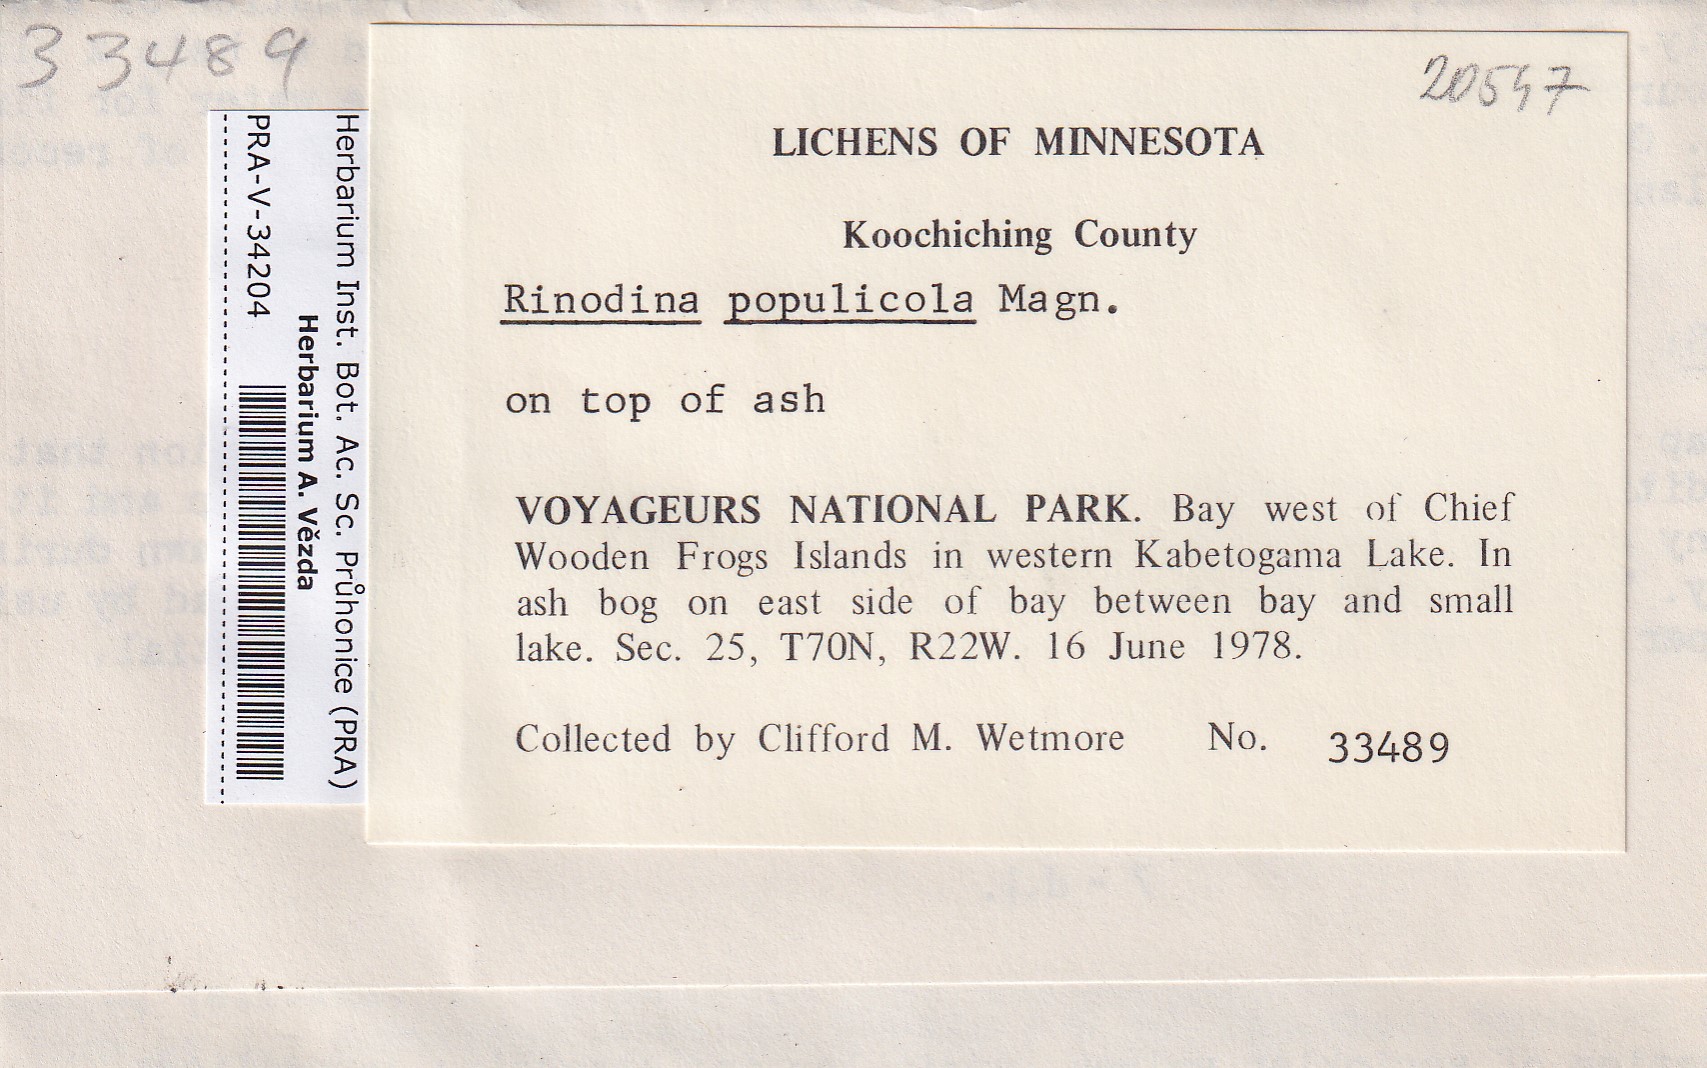 33489
20547
LICHENS OF MINNESOTA
Koochiching County
Rinodina populicola Magn.
on top of ash
VOYAGEURS NATIONAL PARK. Bay west of Chief
Wooden Frogs Islands in western Kabetogama Lake. In
ash bog on east side of bay between bay and small
lake. Sec. 25, T70N, R22W. 16 June 1978.
Collected by Clifford M. Wetmore No. 33489
Herbarium Inst. Bot. Ac. Sc. Průhonice (PRA)
Herbarium A. Vězda
PRA-V-34204